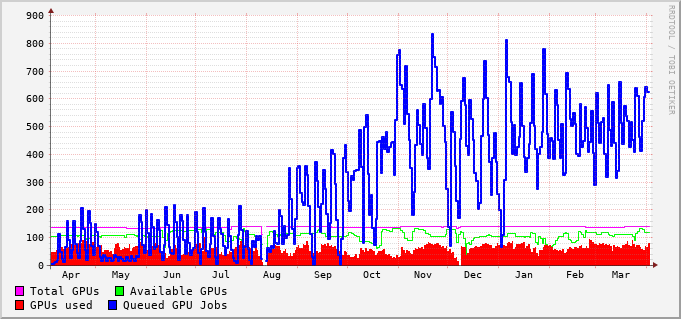 900
800
700
600
500
400
300
200
100
0
Apr May Jun Jul Aug Sep Oct Nov Dec Jan Feb Mar
Total GPUs Available GPUs
GPUs used Queued GPU Jobs
RRDTOOL / TOBI OETIKER